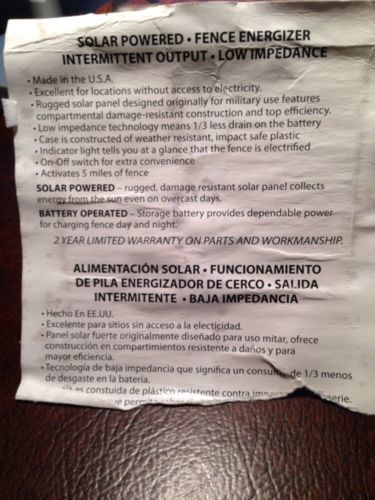 SOLAR POWERED • FENCE ENERGIZER
INTERMITTENT OUTPUT • LOW IMPEDANCE
• Made in the U.S.A.
• Excellent for locations without access to electricity.
• Rugged solar panel designed originally for military use features
compartmental damage-resistant construction and top efficiency.
• Low impedance technology means 1/3 less drain on the battery
• Case is constructed of weather resistant, impact safe plastic
• Indicator light tells you at a glance that the fence is electrified
• On-Off switch for extra convenience
• Activates 5 miles of fence
SOLAR POWERED – rugged, damage resistant solar panel collects
energy from the sun even on overcast days.
BATTERY OPERATED – Storage battery provides dependable power
for charging fence day and night.
2 YEAR LIMITED WARRANTY ON PARTS AND WORKMANSHIP.
ALIMENTACIÓN SOLAR • FUNCIONAMIENTO
DE PILA ENERGIZADOR DE CERCO • SALIDA
INTERMITENTE • BAJA IMPEDANCIA
• Hecho En EE.UU.
• Excelente para sitios sin acceso a la electicidad.
• Panel solar fuerte originalmente diseñado para uso mitar, ofrece
construcción en compartimientos resistente a daños y para
mayor eficiencia.
• Tecnología de baja impedancia que significa un de 1/3 menos
de desgaste en la batería.
es constuida de plástico resistente contra
que